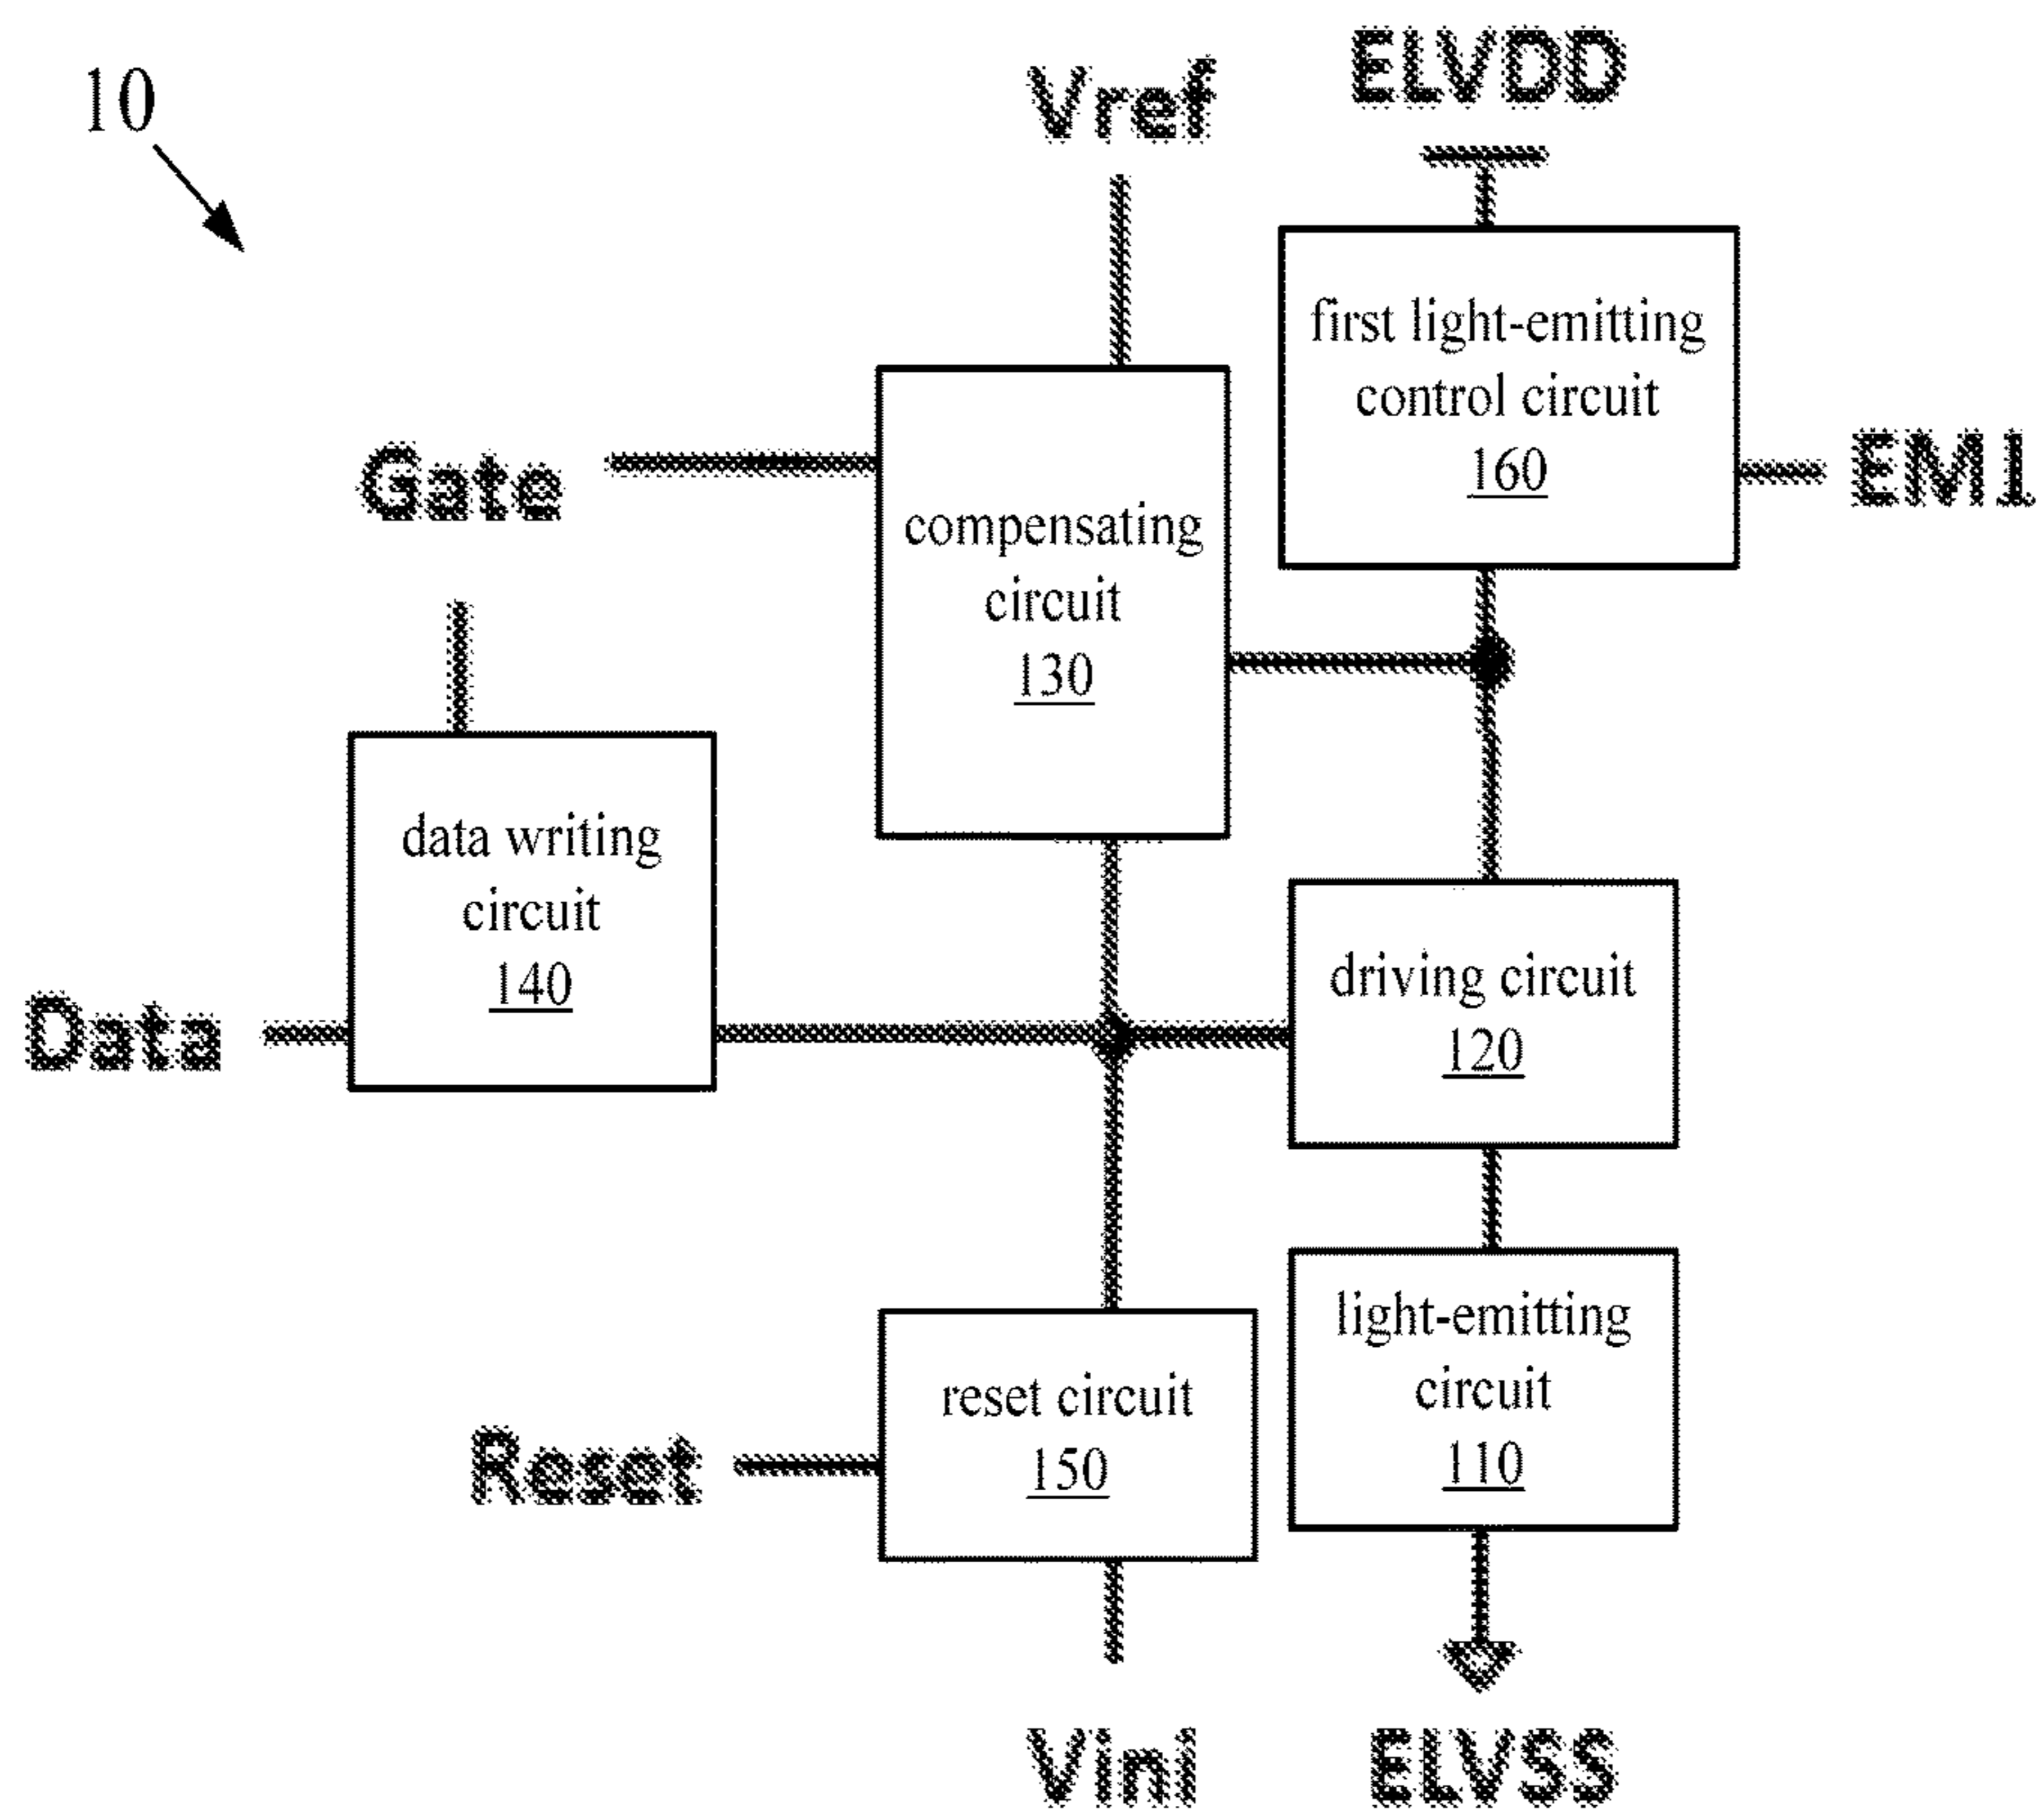 10
Vref
ELVDD
first light-emitting
control circuit
160
EM1
Gate
compensating
circuit
130
data writing
circuit
140
Data
driving circuit
120
light-emitting
circuit
110
reset circuit
150
Reset
Vini
ELVSS